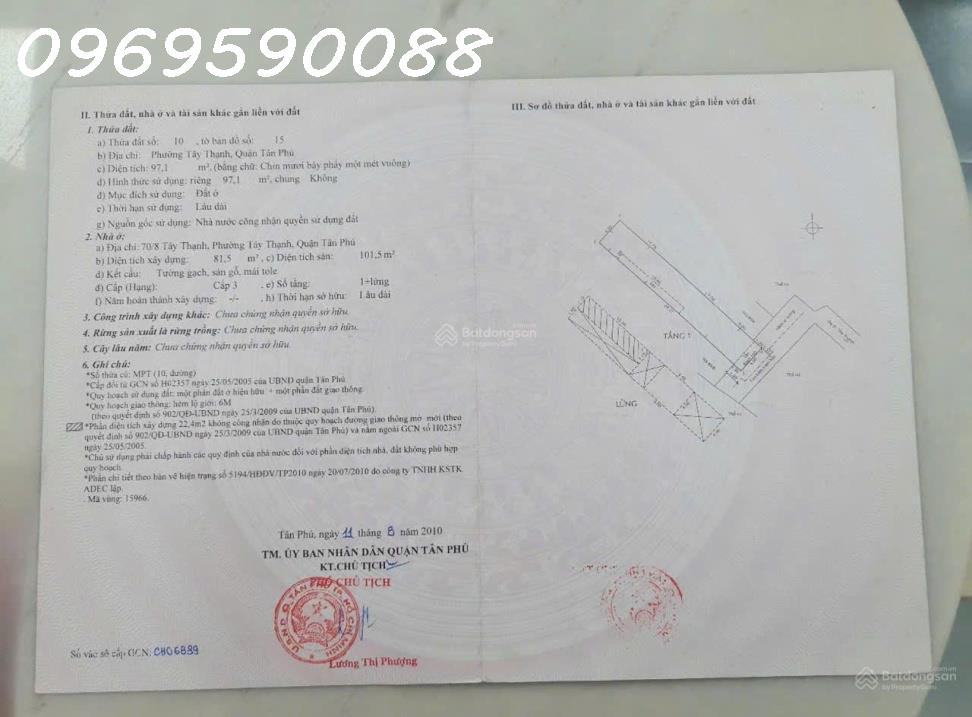 0969590088
II. Thửa đất, nhà ở và tài sản khác gắn liền với đất
1. Thửa đất:
a) Thửa đất số: 10 , tờ bản đồ số: 15
b) Địa chỉ: Phường Tây Thạnh, Quận Tân Phú
c) Diện tích: 97,1 m², (bằng chữ: Chín mươi bảy phảy một mét vuông)
d) Hình thức sử dụng: riêng 97,1 m², chung Không
đ) Mục đích sử dụng: Đất ở
e) Thời hạn sử dụng: Lâu dài
g) Nguồn gốc sử dụng: Nhà nước công nhận quyền sử dụng đất
2. Nhà ở:
a) Địa chỉ: 70/8 Tây Thạnh, Phường Tây Thạnh, Quận Tân Phú
b) Diện tích xây dựng: 81,5 m² , c) Diện tích sàn: 101,5 m²
d) Kết cấu: Tường gạch, sàn gỗ, mái tole
đ) Cấp (Hạng): Cấp 3 , e) Số tầng: 1+lửng
f) Năm hoàn thành xây dựng: -/- , h) Thời hạn sở hữu: Lâu dài
3. Công trình xây dựng khác: Chưa chứng nhận quyền sở hữu.
4. Rừng sản xuất là rừng trồng: Chưa chứng nhận quyền sở hữu.
5. Cây lâu năm: Chưa chứng nhận quyền sở hữu.
6. Ghi chú:
*Số thửa cũ: MPT (10, đường)
*Cấp đổi từ GCN số H02357 ngày 25/05/2005 của UBND quận Tân Phú
*Quy hoạch sử dụng đất: một phần đất ở hiện hữu + một phần đất giao thông.
*Quy hoạch giao thông: hẻm lộ giới: 6M
(theo quyết định số 902/QĐ-UBND ngày 25/3/2009 của UBND quận Tân Phú).
*Phần diện tích xây dựng 22,4m2 không công nhận do thuộc quy hoạch đường giao thông mở mới (theo
quyết định số 902/QĐ-UBND ngày 25/3/2009 của UBND quận Tân Phú) và nằm ngoài GCN số H02357
ngày 25/05/2005.
*Chủ sử dụng phải chấp hành các quy định của nhà nước đối với phần diện tích nhà, đất không phù hợp
quy hoạch.
*Phần chi tiết theo bản vẽ hiện trạng số 5194/HĐDV/TP2010 ngày 20/07/2010 do công ty TNHH KSTK
ADEC lập.
. Mã vùng: 15966.
Tân Phú, ngày 11 tháng 8 năm 2010
TM. ỦY BAN NHÂN DÂN QUẬN TÂN PHÚ
KT.CHỦ TỊCH
PHÓ CHỦ TỊCH
U.B.N.D Q.TÂN PHÚ TP.HỒ CHÍ MINH
Lương Thị Phượng
Số vào sổ cấp GCN: CH06889
III. Sơ đồ thửa đất, nhà ở và tài sản khác gắn liền với đất
TẦNG 1
LỬNG
Batdongsan
by PropertyGuru
Batdongsan
.com.vn
by PropertyGuru